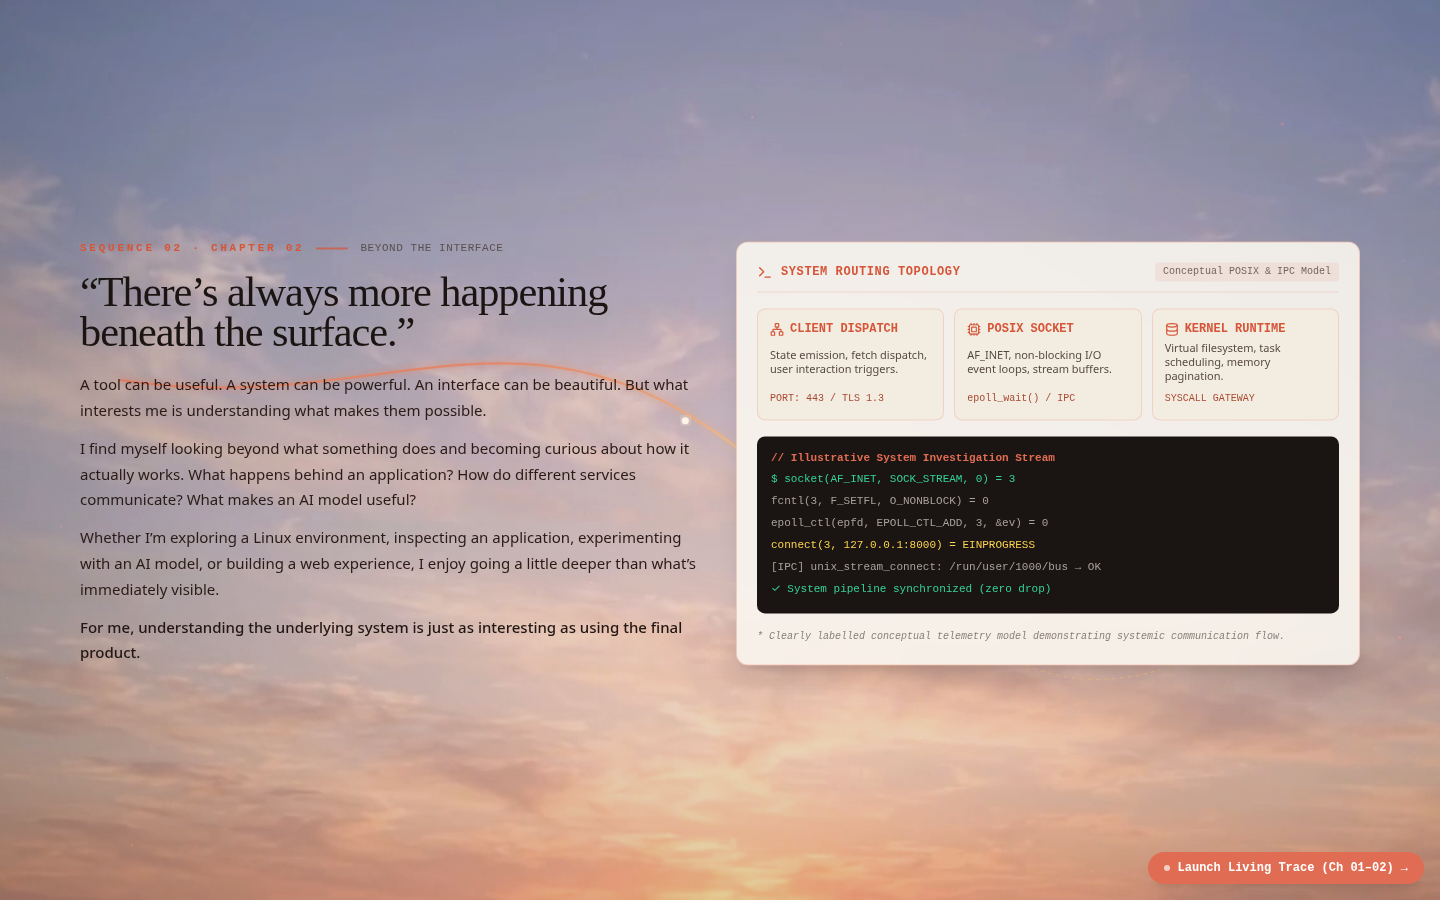 SEQUENCE 02 · CHAPTER 02
BEYOND THE INTERFACE
“There’s always more happening
beneath the surface.”
A tool can be useful. A system can be powerful. An interface can be beautiful. But what
interests me is understanding what makes them possible.
I find myself looking beyond what something does and becoming curious about how it
actually works. What happens behind an application? How do different services
communicate? What makes an AI model useful?
Whether I’m exploring a Linux environment, inspecting an application, experimenting
with an AI model, or building a web experience, I enjoy going a little deeper than what’s
immediately visible.
For me, understanding the underlying system is just as interesting as using the final
product.
SYSTEM ROUTING TOPOLOGY
Conceptual POSIX & IPC Model
CLIENT DISPATCH
State emission, fetch dispatch,
user interaction triggers.
PORT: 443 / TLS 1.3
POSIX SOCKET
AF_INET, non-blocking I/O
event loops, stream buffers.
epoll_wait() / IPC
KERNEL RUNTIME
Virtual filesystem, task
scheduling, memory
pagination.
SYSCALL GATEWAY
// Illustrative System Investigation Stream
$ socket(AF_INET, SOCK_STREAM, 0) = 3
fcntl(3, F_SETFL, O_NONBLOCK) = 0
epoll_ctl(epfd, EPOLL_CTL_ADD, 3, &ev) = 0
connect(3, 127.0.0.1:8000) = EINPROGRESS
[IPC] unix_stream_connect: /run/user/1000/bus → OK
✓ System pipeline synchronized (zero drop)
* Clearly labelled conceptual telemetry model demonstrating systemic communication flow.
Launch Living Trace (Ch 01–02) →